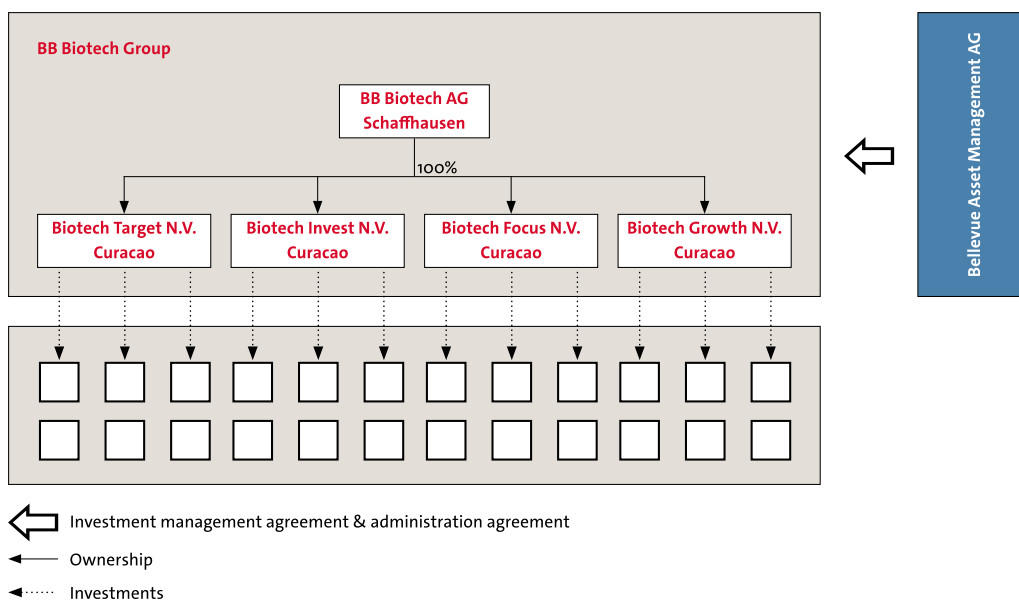 BB Biotech Group
Bellevue Asset Management AG
BB Biotech AG
Schaffhausen
100%
Biotech Target N.V.
Curacao
Biotech Invest N.V.
Curacao
Biotech Focus N.V.
Curacao
Biotech Growth N.V.
Curacao
Investment management agreement & administration agreement
Ownership
Investments